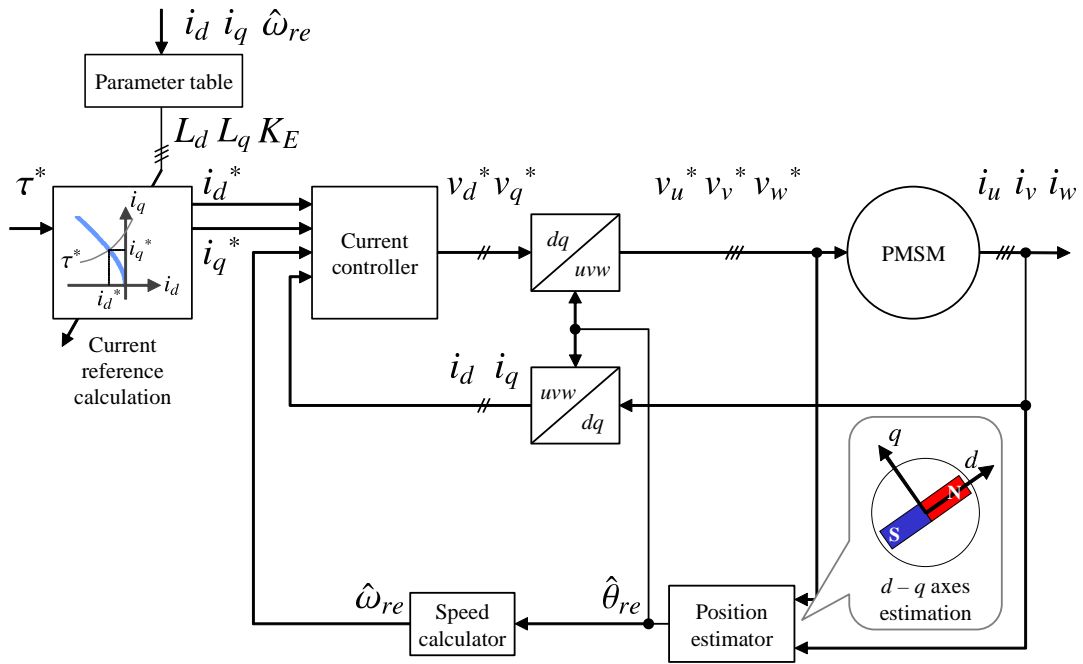 i_d i_q ω̂_re
Parameter table
L_d L_q K_E
τ*
i_d*
i_q*
i_q
i_q*
τ*
i_d*
i_d
Current
reference
calculation
Current
controller
v_d* v_q*
dq
uvw
v_u* v_v* v_w*
PMSM
i_u i_v i_w
i_d i_q
uvw
dq
q
d
N
S
d – q axes
estimation
ω̂_re
Speed
calculator
θ̂_re
Position
estimator